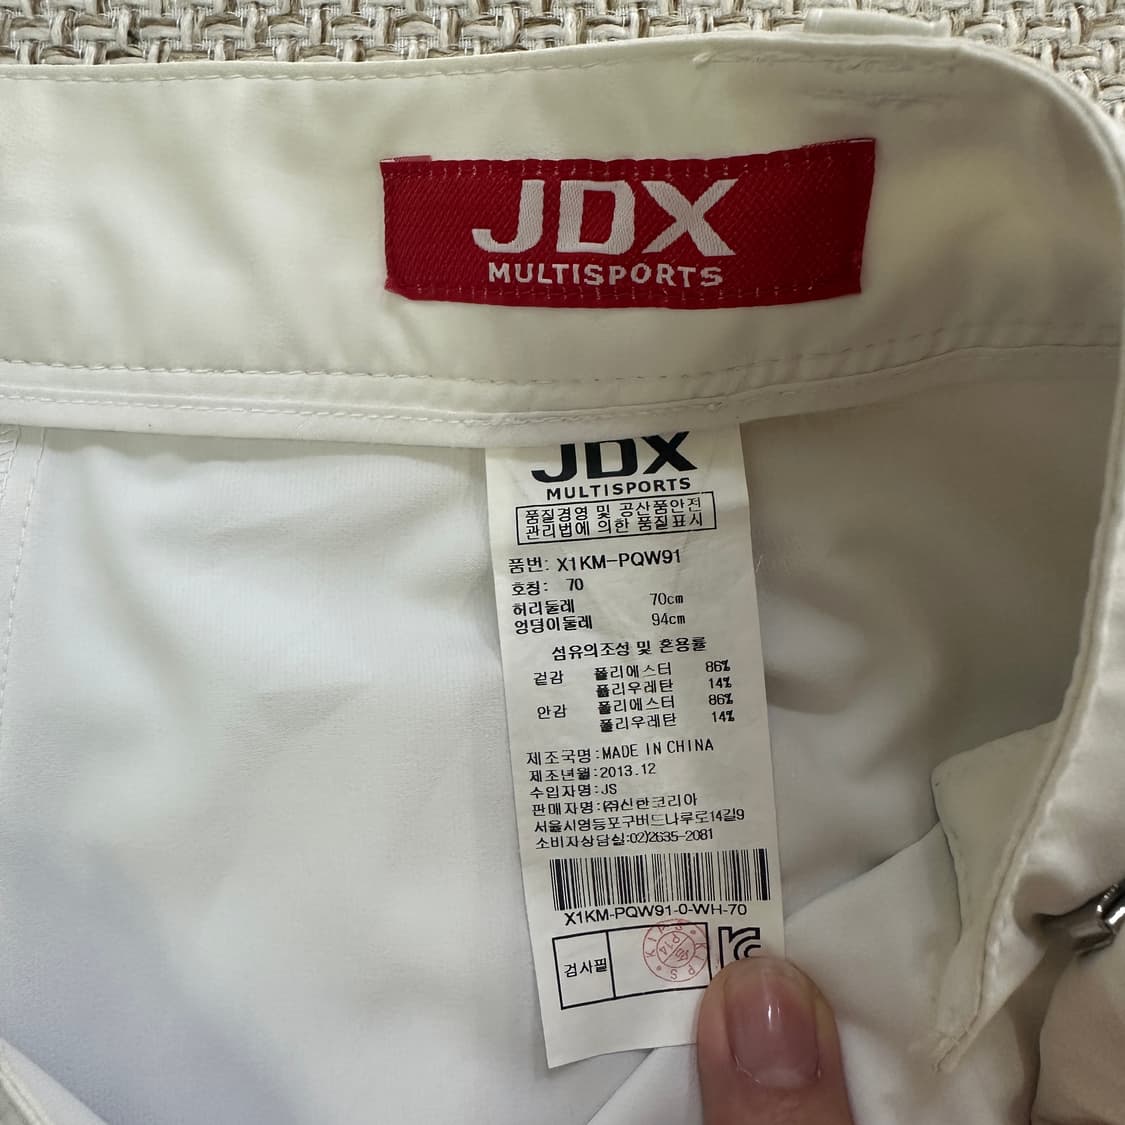 JDX
MULTISPORTS
JDX
MULTISPORTS
품질경영 및 공산품안전
관리법에 의한 품질표시
품번: X1KM-PQW91
호칭: 70
허리둘레 70cm
엉덩이둘레 94cm
섬유의조성 및 혼용률
겉감 폴리에스터 86%
폴리우레탄 14%
안감 폴리에스터 86%
폴리우레탄 14%
제조국명:MADE IN CHINA
제조년월:2013.12
수입자명:JS
판매자명:㈜신한코리아
서울시영등포구버드나루로14길9
소비자상담실:02)2635-2081
X1KM-PQW91-0-WH-70
검사필
KIPS
KIPS